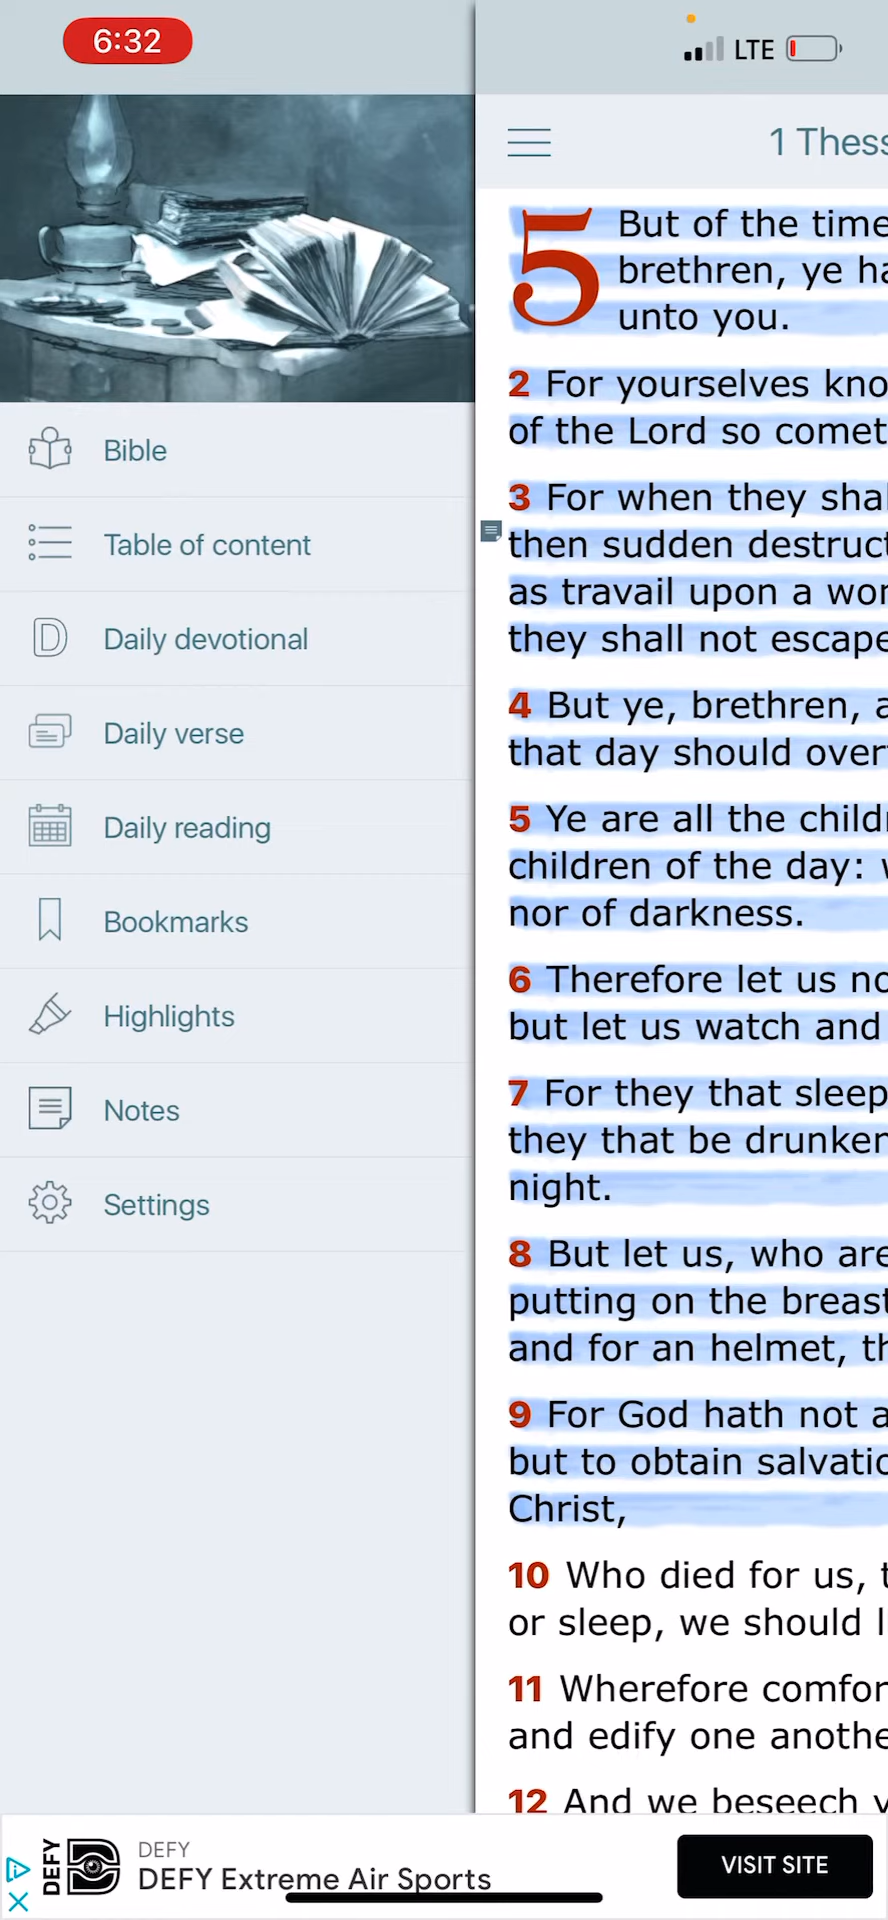 6:32
LTE
1 Thess
Bible
Table of content
Daily devotional
Daily verse
Daily reading
Bookmarks
Highlights
Notes
Settings
5 But of the time
brethren, ye ha
unto you.
2 For yourselves kno
of the Lord so comet
3 For when they shal
then sudden destruct
as travail upon a wor
they shall not escape
4 But ye, brethren, a
that day should over
5 Ye are all the childr
children of the day: w
nor of darkness.
6 Therefore let us no
but let us watch and
7 For they that sleep
they that be drunken
night.
8 But let us, who are
putting on the breast
and for an helmet, th
9 For God hath not a
but to obtain salvatio
Christ,
10 Who died for us, t
or sleep, we should l
11 Wherefore comfor
and edify one anothe
12 And we beseech y
DEFY
DEFY
DEFY Extreme Air Sports
VISIT SITE